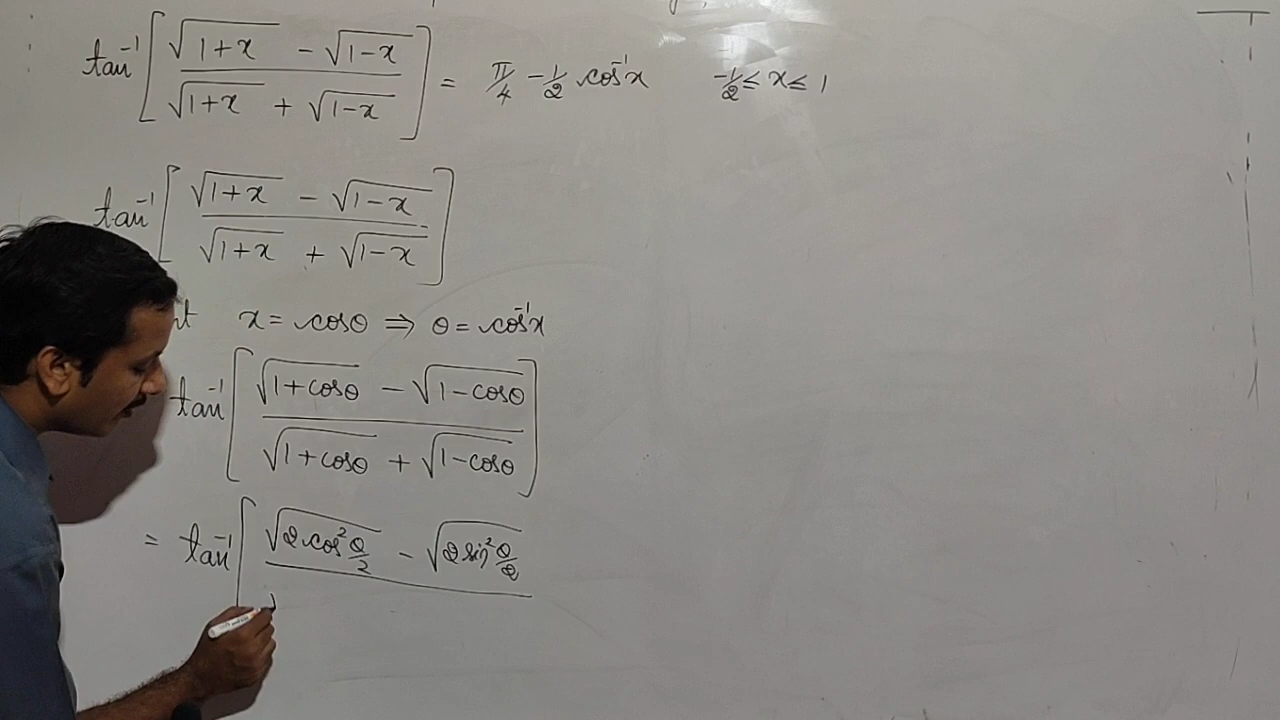 tan⁻¹[ (√(1+x) - √(1-x)) / (√(1+x) + √(1-x)) ] = π/4 - 1/2 cos⁻¹x -1/2 ≤ x ≤ 1
tan⁻¹[ (√(1+x) - √(1-x)) / (√(1+x) + √(1-x)) ]
x = cosθ ⇒ θ = cos⁻¹x
tan⁻¹[ (√(1+cosθ) - √(1-cosθ)) / (√(1+cosθ) + √(1-cosθ)) ]
= tan⁻¹[ √(2cos²θ/2) - √(2sin²θ/2)